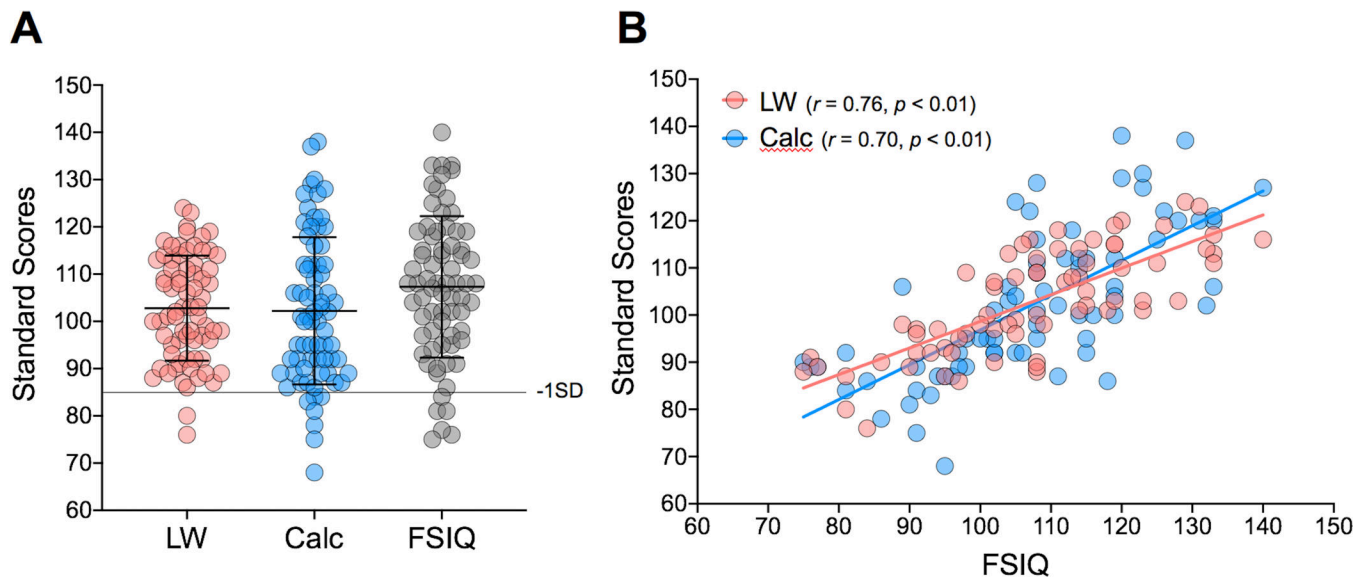 A
B
Standard Scores
150
140
130
120
110
100
90
80
70
60
-1SD
LW
Calc
FSIQ
Standard Scores
150
140
130
120
110
100
90
80
70
60
LW (r = 0.76, p < 0.01)
Calc (r = 0.70, p < 0.01)
60 70 80 90 100 110 120 130 140 150
FSIQ